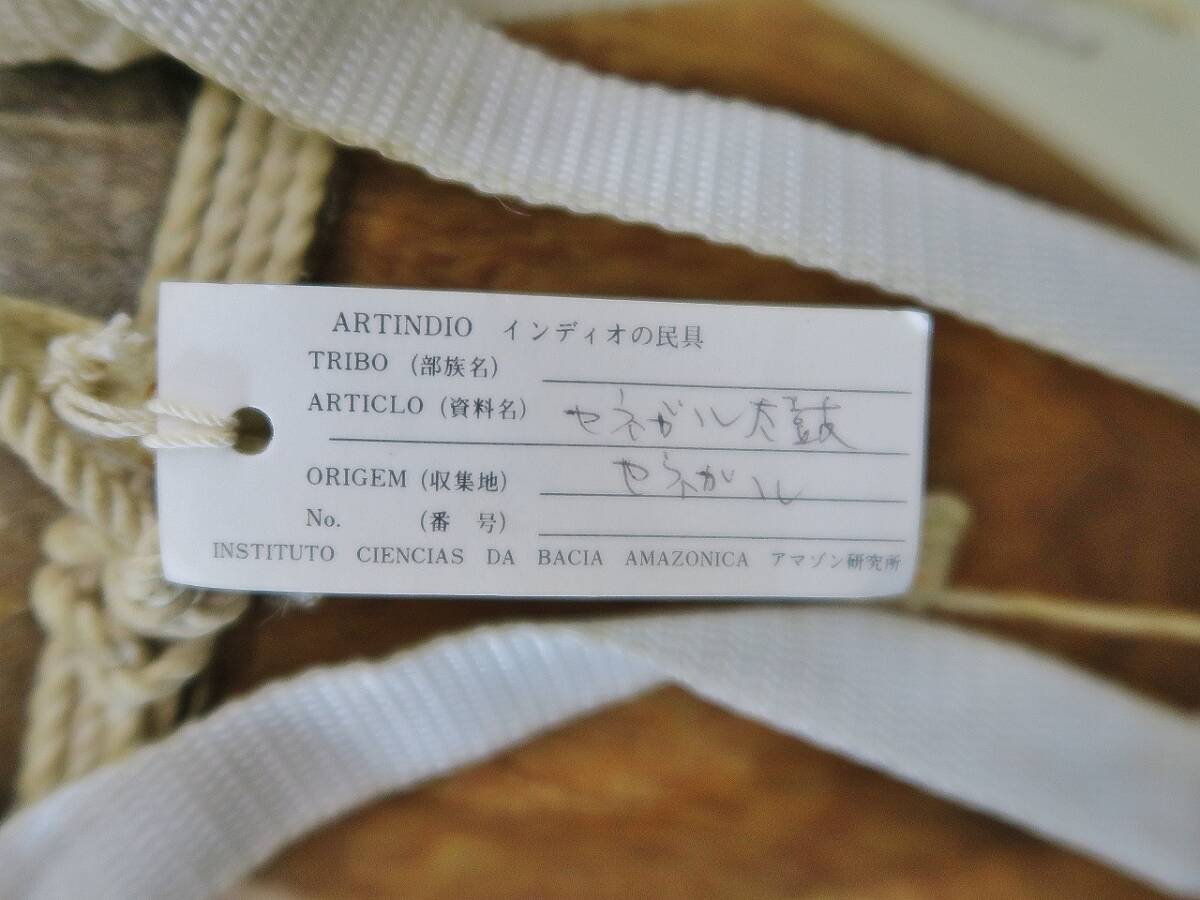 ARTINDIO インディオの民具
TRIBO (部族名)
ARTICLO (資料名) セネガル太鼓
ORIGEM (収集地) セネガル
No. (番 号)
INSTITUTO CIENCIAS DA BACIA AMAZONICA アマゾン研究所